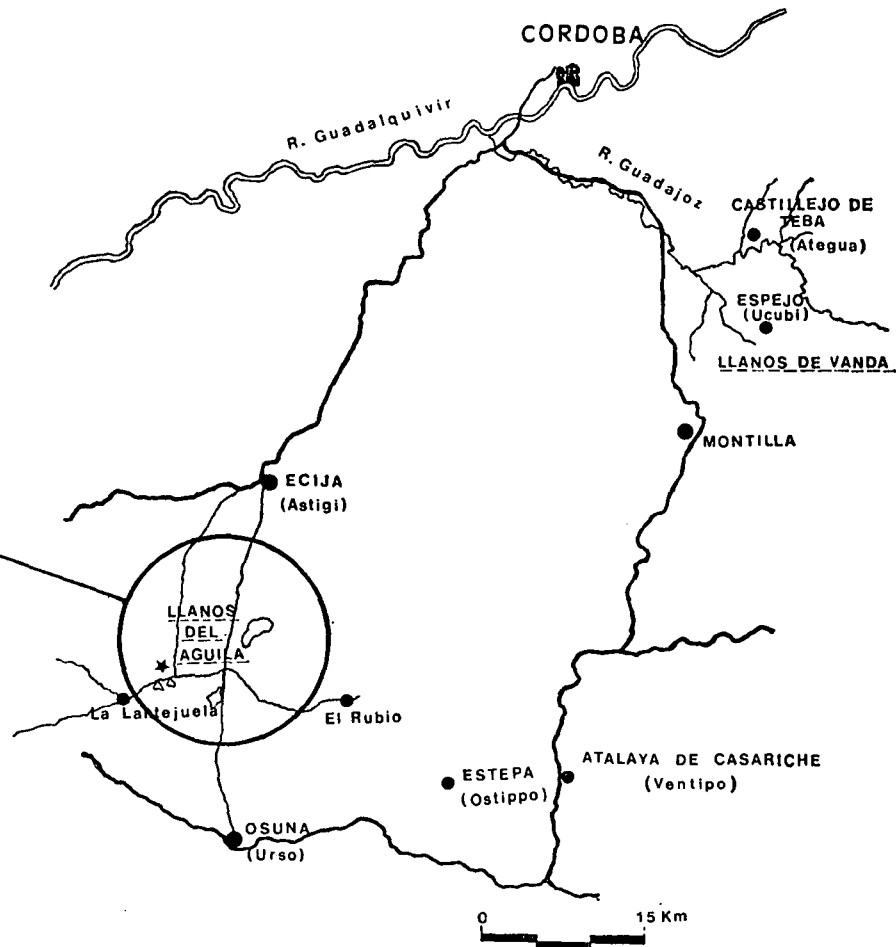 CORDOBA
R. Guadalquivir
R. Guadajoz
CASTILLEJO DE
TEBA
(Ategua)
ESPEJO
(Ucubi)
LLANOS DE VANDA
MONTILLA
ECIJA
(Astigi)
LLANOS
DEL
AGUILA
La Lantejuela
El Rubio
ESTEPA
(Ostippo)
ATALAYA DE CASARICHE
(Ventipo)
OSUNA
(Urso)
0 15 Km